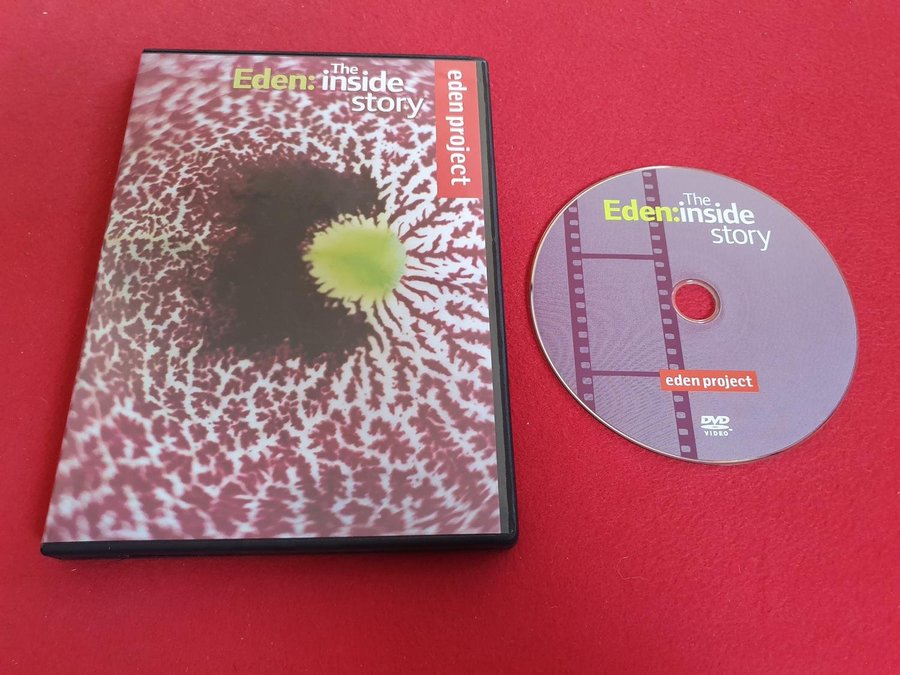 The
Eden: inside
story
eden project
The
Eden:inside
story
eden project
DVD
VIDEO